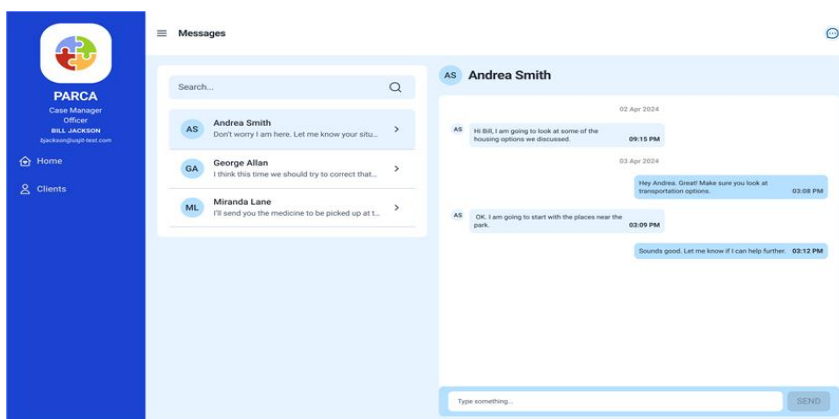 PARCA
Case Manager
Officer
BILL JACKSON
bjackson@usjit-test.com
Home
Clients
Messages
Search...
AS
Andrea Smith
Don't worry I am here. Let me know your situ...
GA
George Allan
I think this time we should try to correct that...
ML
Miranda Lane
I'll send you the medicine to be picked up at t...
AS Andrea Smith
02 Apr 2024
AS
Hi Bill, I am going to look at some of the
housing options we discussed. 09:15 PM
03 Apr 2024
Hey Andrea. Great! Make sure you look at
transportation options. 03:08 PM
AS
OK. I am going to start with the places near the
park. 03:09 PM
Sounds good. Let me know if I can help further. 03:12 PM
Type something...
SEND